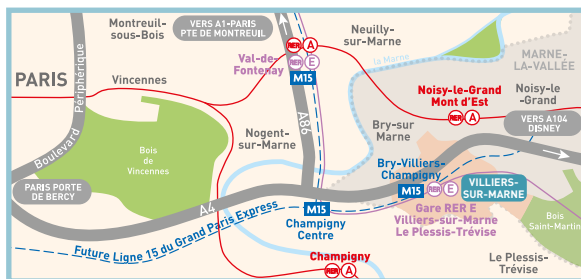 Montreuil-
sous-Bois
VERS A1-PARIS
PTE DE MONTREUIL
Neuilly-
sur-Marne
RER A
RER E
Val-de-
Fontenay
M15
la Marne
MARNE-
LA-VALLÉE
PARIS
Périphérique
Boulevard
Vincennes
Noisy-le-Grand
Mont d'Est
RER A
Noisy-le
-Grand
VERS A104
DISNEY
A86
Nogent-
sur-Marne
Bry-sur
Marne
Bois
de
Vincennes
Bry-Villiers-
Champigny
M15
RER E
VILLIERS-
SUR-MARNE
PARIS PORTE
DE BERCY
A4
M15
Champigny
Centre
Gare RER E
Villiers-sur-Marne
Le Plessis-Trévise
Bois
Saint-Martin
Future Ligne 15 du Grand Paris Express
Champigny
RER A
Le Plessis-
Trévise